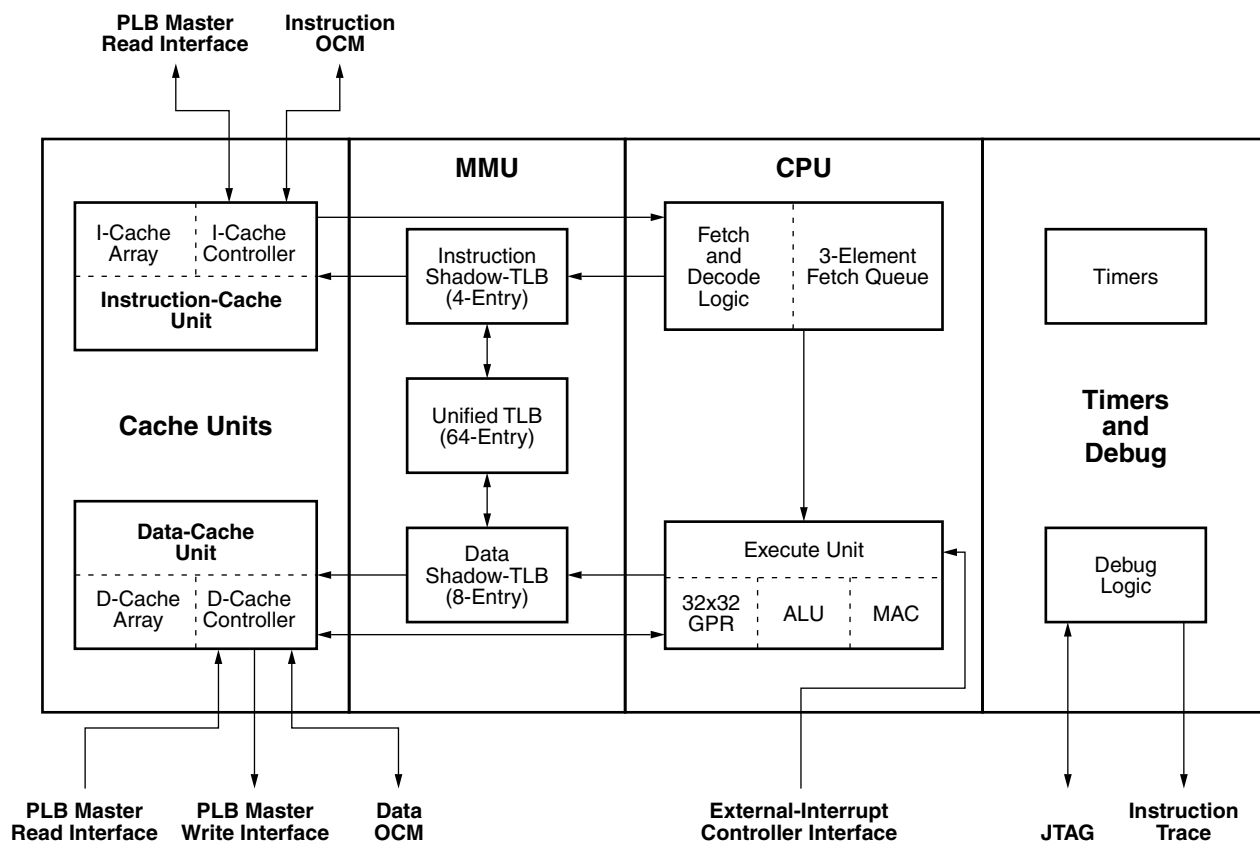 PLB Master
Read Interface
Instruction
OCM
MMU
CPU
I-Cache
Array
I-Cache
Controller
Instruction-Cache
Unit
Instruction
Shadow-TLB
(4-Entry)
Fetch
and
Decode
Logic
3-Element
Fetch Queue
Timers
Cache Units
Unified TLB
(64-Entry)
Timers
and
Debug
Data-Cache
Unit
D-Cache
Array
D-Cache
Controller
Data
Shadow-TLB
(8-Entry)
Execute Unit
32x32
GPR
ALU
MAC
Debug
Logic
PLB Master
Read Interface
PLB Master
Write Interface
Data
OCM
External-Interrupt
Controller Interface
JTAG
Instruction
Trace